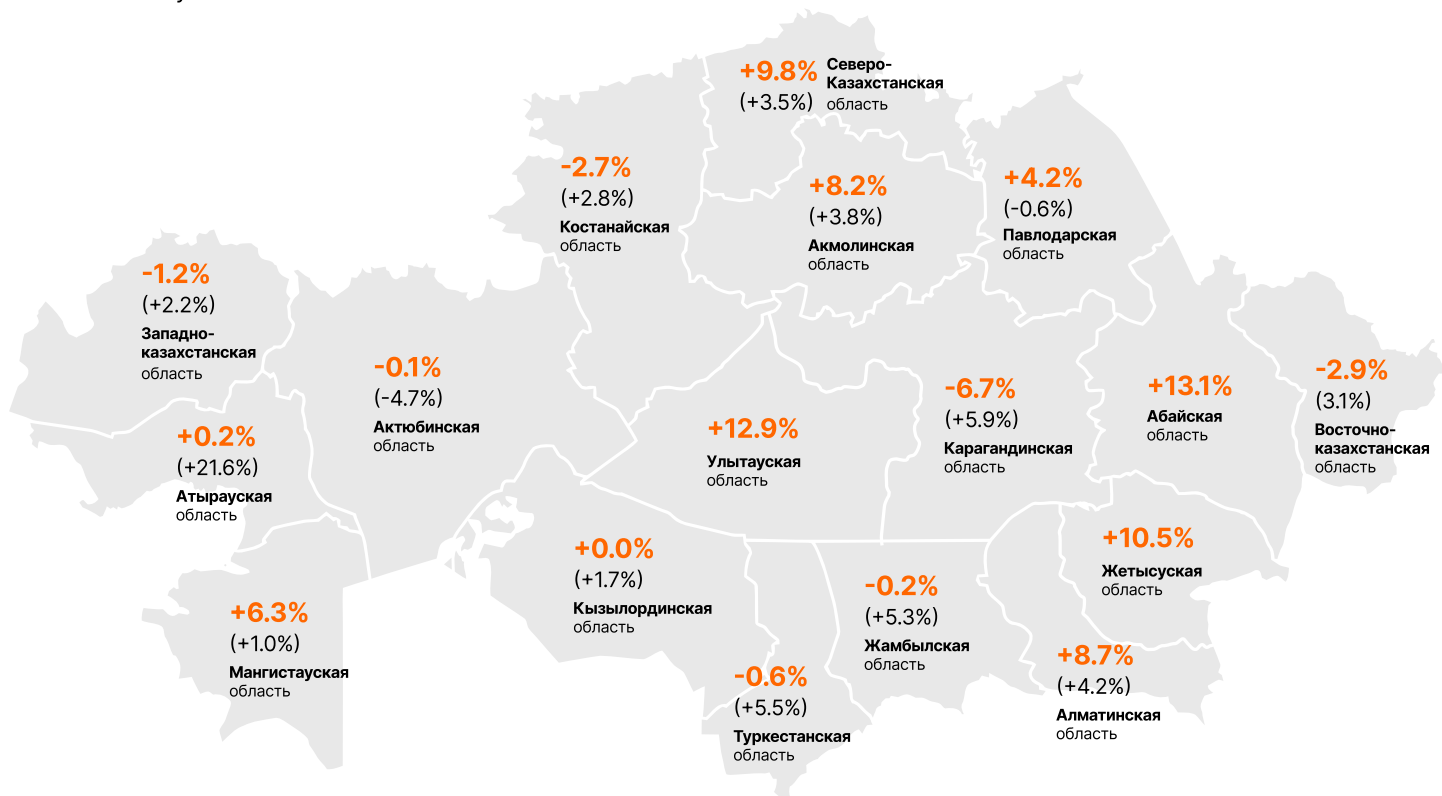 +9.8%
(+3.5%)
Северо-
Казахстанская
область
-2.7%
(+2.8%)
Костанайская
область
+8.2%
(+3.8%)
Акмолинская
область
+4.2%
(-0.6%)
Павлодарская
область
-1.2%
(+2.2%)
Западно-
казахстанская
область
-0.1%
(-4.7%)
Актюбинская
область
+0.2%
(+21.6%)
Атырауская
область
+12.9%
Улытауская
область
-6.7%
(+5.9%)
Карагандинская
область
+13.1%
Абайская
область
-2.9%
(3.1%)
Восточно-
казахстанская
область
+10.5%
Жетысуская
область
+0.0%
(+1.7%)
Кызылординская
область
-0.2%
(+5.3%)
Жамбылская
область
+6.3%
(+1.0%)
Мангистауская
область
-0.6%
(+5.5%)
Туркестанская
область
+8.7%
(+4.2%)
Алматинская
область